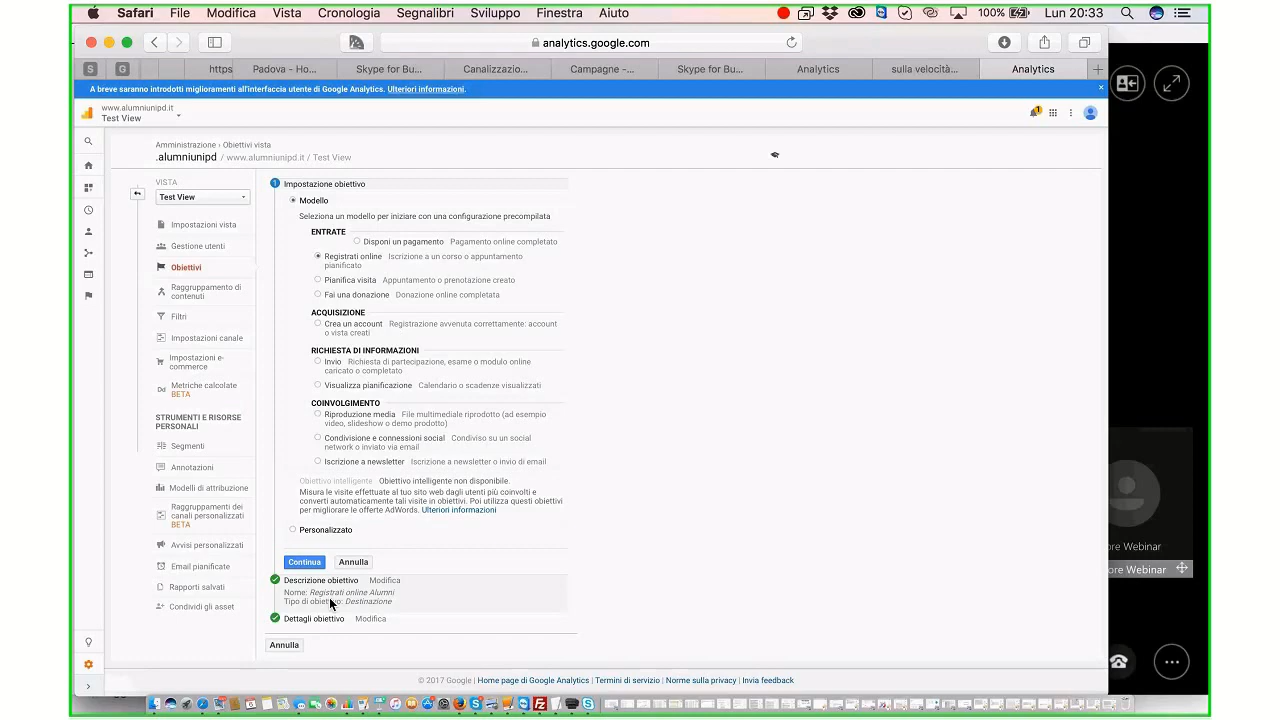 Safari File Modifica Vista Cronologia Segnalibri Sviluppo Finestra Aiuto 100% Lun 20:33
analytics.google.com
S G https Padova - Ho... Skype for Bu... Canalizzazio... Campagne -... Skype for Bu... Analytics sulla velocità... Analytics
A breve saranno introdotti miglioramenti all'interfaccia utente di Google Analytics. Ulteriori informazioni.
www.alumniunipd.it
Test View
1
Amministrazione › Obiettivi vista
.alumniunipd / www.alumniunipd.it / Test View
VISTA
Test View
Impostazioni vista
Gestione utenti
Obiettivi
Raggruppamento di
contenuti
Filtri
Impostazioni canale
Impostazioni e-
commerce
Dd Metriche calcolate
BETA
STRUMENTI E RISORSE
PERSONALI
Segmenti
Annotazioni
Modelli di attribuzione
Raggruppamenti dei
canali personalizzati
BETA
Avvisi personalizzati
Email pianificate
Rapporti salvati
Condividi gli asset
1 Impostazione obiettivo
Modello
Seleziona un modello per iniziare con una configurazione precompilata
ENTRATE
Disponi un pagamento Pagamento online completato
Registrati online Iscrizione a un corso o appuntamento
pianificato
Pianifica visita Appuntamento o prenotazione creato
Fai una donazione Donazione online completata
ACQUISIZIONE
Crea un account Registrazione avvenuta correttamente: account
o vista creati
RICHIESTA DI INFORMAZIONI
Invio Richiesta di partecipazione, esame o modulo online
caricato o completato
Visualizza pianificazione Calendario o scadenze visualizzati
COINVOLGIMENTO
Riproduzione media File multimediale riprodotto (ad esempio
video, slideshow o demo prodotto)
Condivisione e connessioni social Condiviso su un social
network o inviato via email
Iscrizione a newsletter Iscrizione a newsletter o invio di email
Obiettivo intelligente Obiettivo intelligente non disponibile.
Misura le visite effettuate al tuo sito web dagli utenti più coinvolti e
converti automaticamente tali visite in obiettivi. Poi utilizza questi obiettivi
per migliorare le offerte AdWords. Ulteriori informazioni
Personalizzato
Continua Annulla
Descrizione obiettivo Modifica
Nome: Registrati online Alumni
Tipo di obiettivo: Destinazione
Dettagli obiettivo Modifica
Annulla
© 2017 Google Home page di Google Analytics Termini di servizio Norme sulla privacy Invia feedback
ore Webinar
ore Webinar